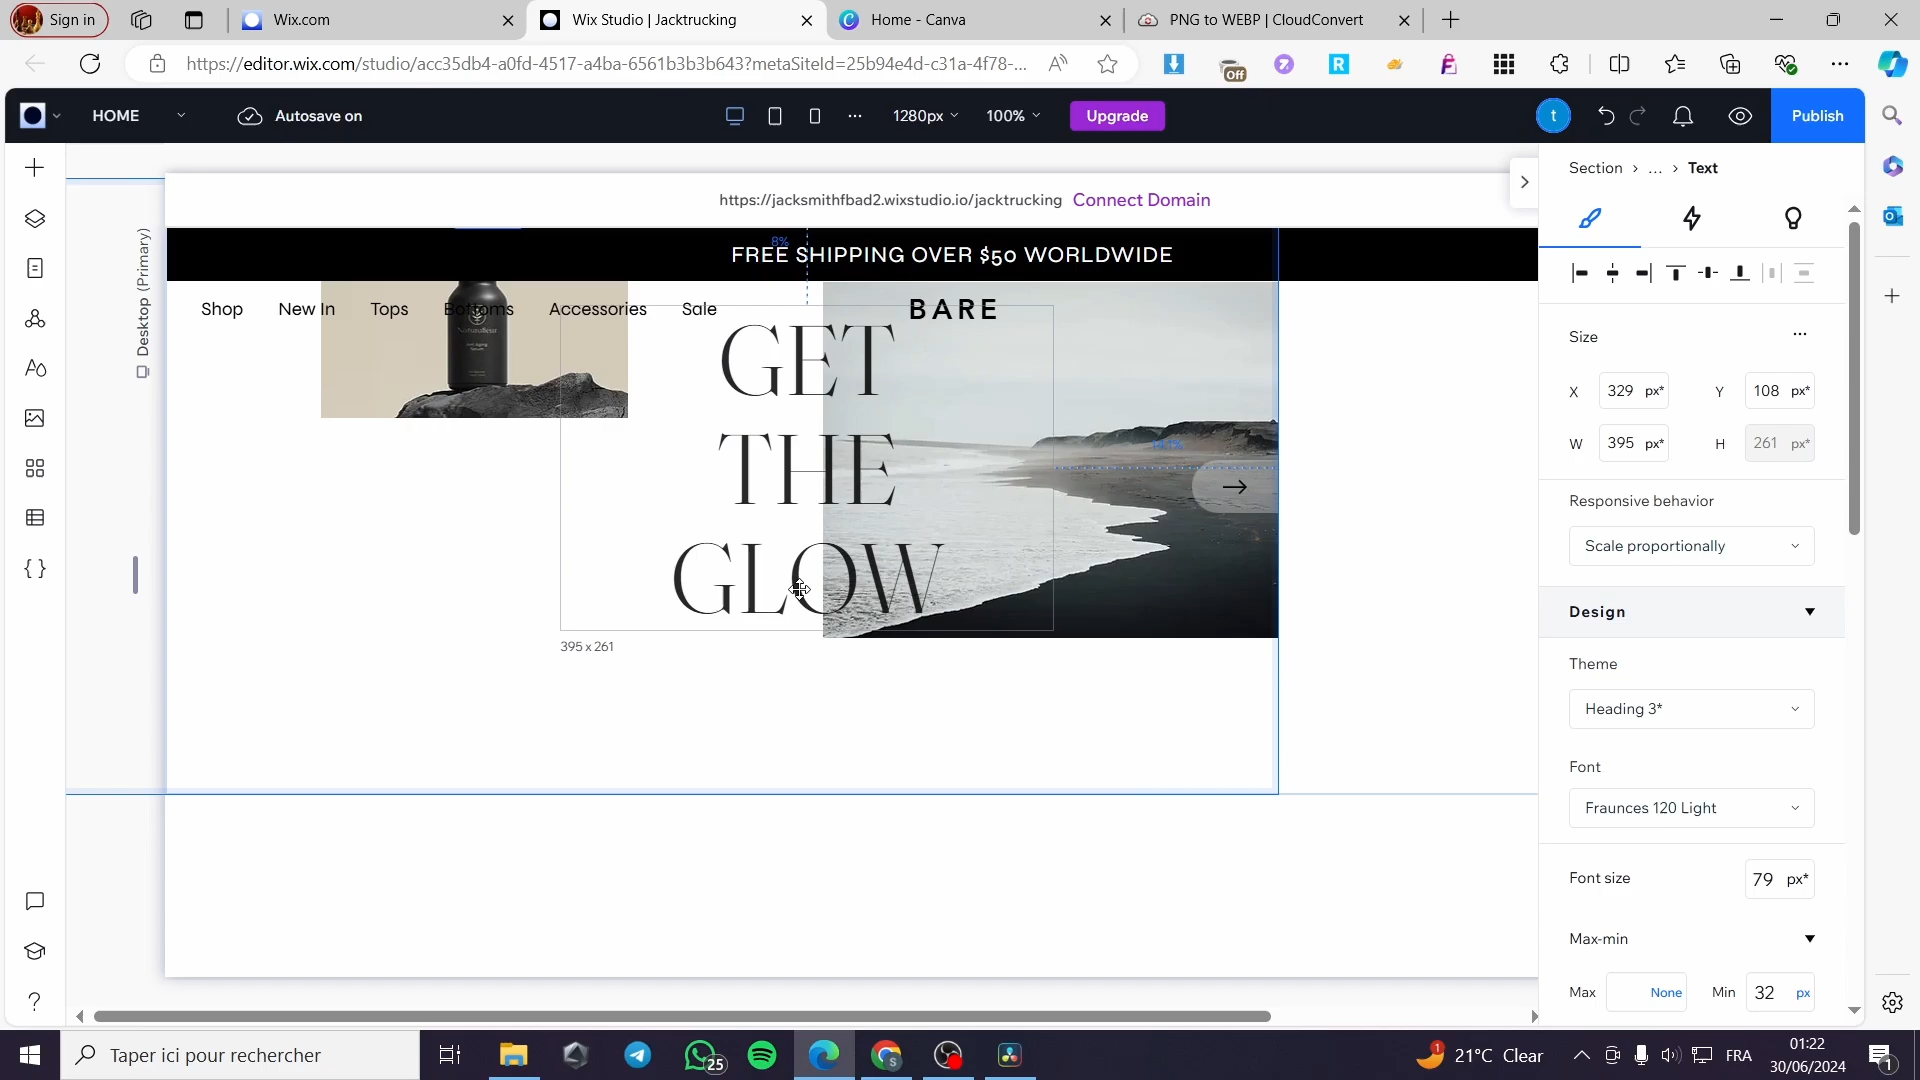 Sign in
Wix.com
Wix Studio | Jacktrucking
Home - Canva
PNG to WEBP | CloudConvert
https://editor.wix.com/studio/acc35db4-a0fd-4517-a4ba-6561b3b3b643?metaSiteId=25b94e4d-c31a-4f78-...
Off
HOME
Autosave on
1280px
100%
Upgrade
t
Publish
https://jacksmithfbad2.wixstudio.io/jacktrucking Connect Domain
Desktop (Primary)
8%
FREE SHIPPING OVER $50 WORLDWIDE
Shop
New In
Tops
Bottoms
Accessories
Sale
BARE
GET
THE
GLOW
14.1%
395 x 261
Section > ... > Text
Size
X 329 px* Y 108 px*
W 395 px* H 261 px*
Responsive behavior
Scale proportionally
Design
Theme
Heading 3*
Font
Fraunces 120 Light
Font size 79 px*
Max-min
Max None Min 32 px
Taper ici pour rechercher
25
21°C Clear
FRA
01:22
30/06/2024
1